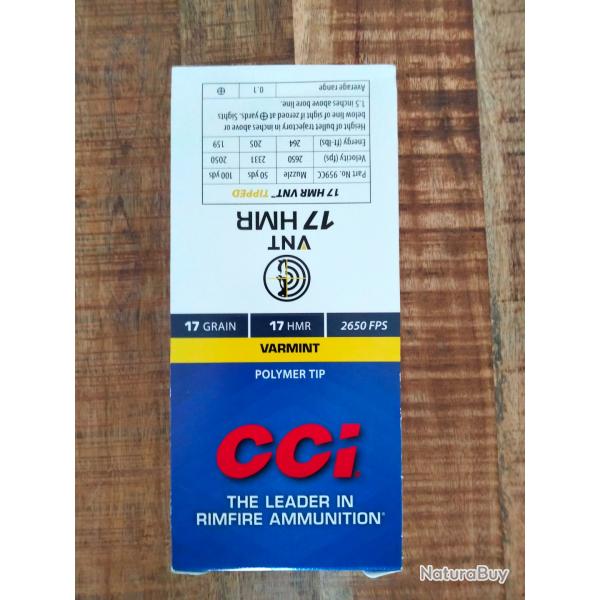 17 GRAIN 17 HMR 2650 FPS
VARMINT
POLYMER TIP
CCi
THE LEADER IN
RIMFIRE AMMUNITION®
VNT
17 HMR
17 HMR VNT™ TIPPED
Part No. 959CC Muzzle 50 yds 100 yds
Velocity (fps) 2650 2331 2050
Energy (ft-lbs) 264 205 159
Height of bullet trajectory in inches above or
below line of sight if zeroed at ⊕ yards. Sights
1.5 inches above bore line.
Average range 0.1 ⊕
NaturaBuy